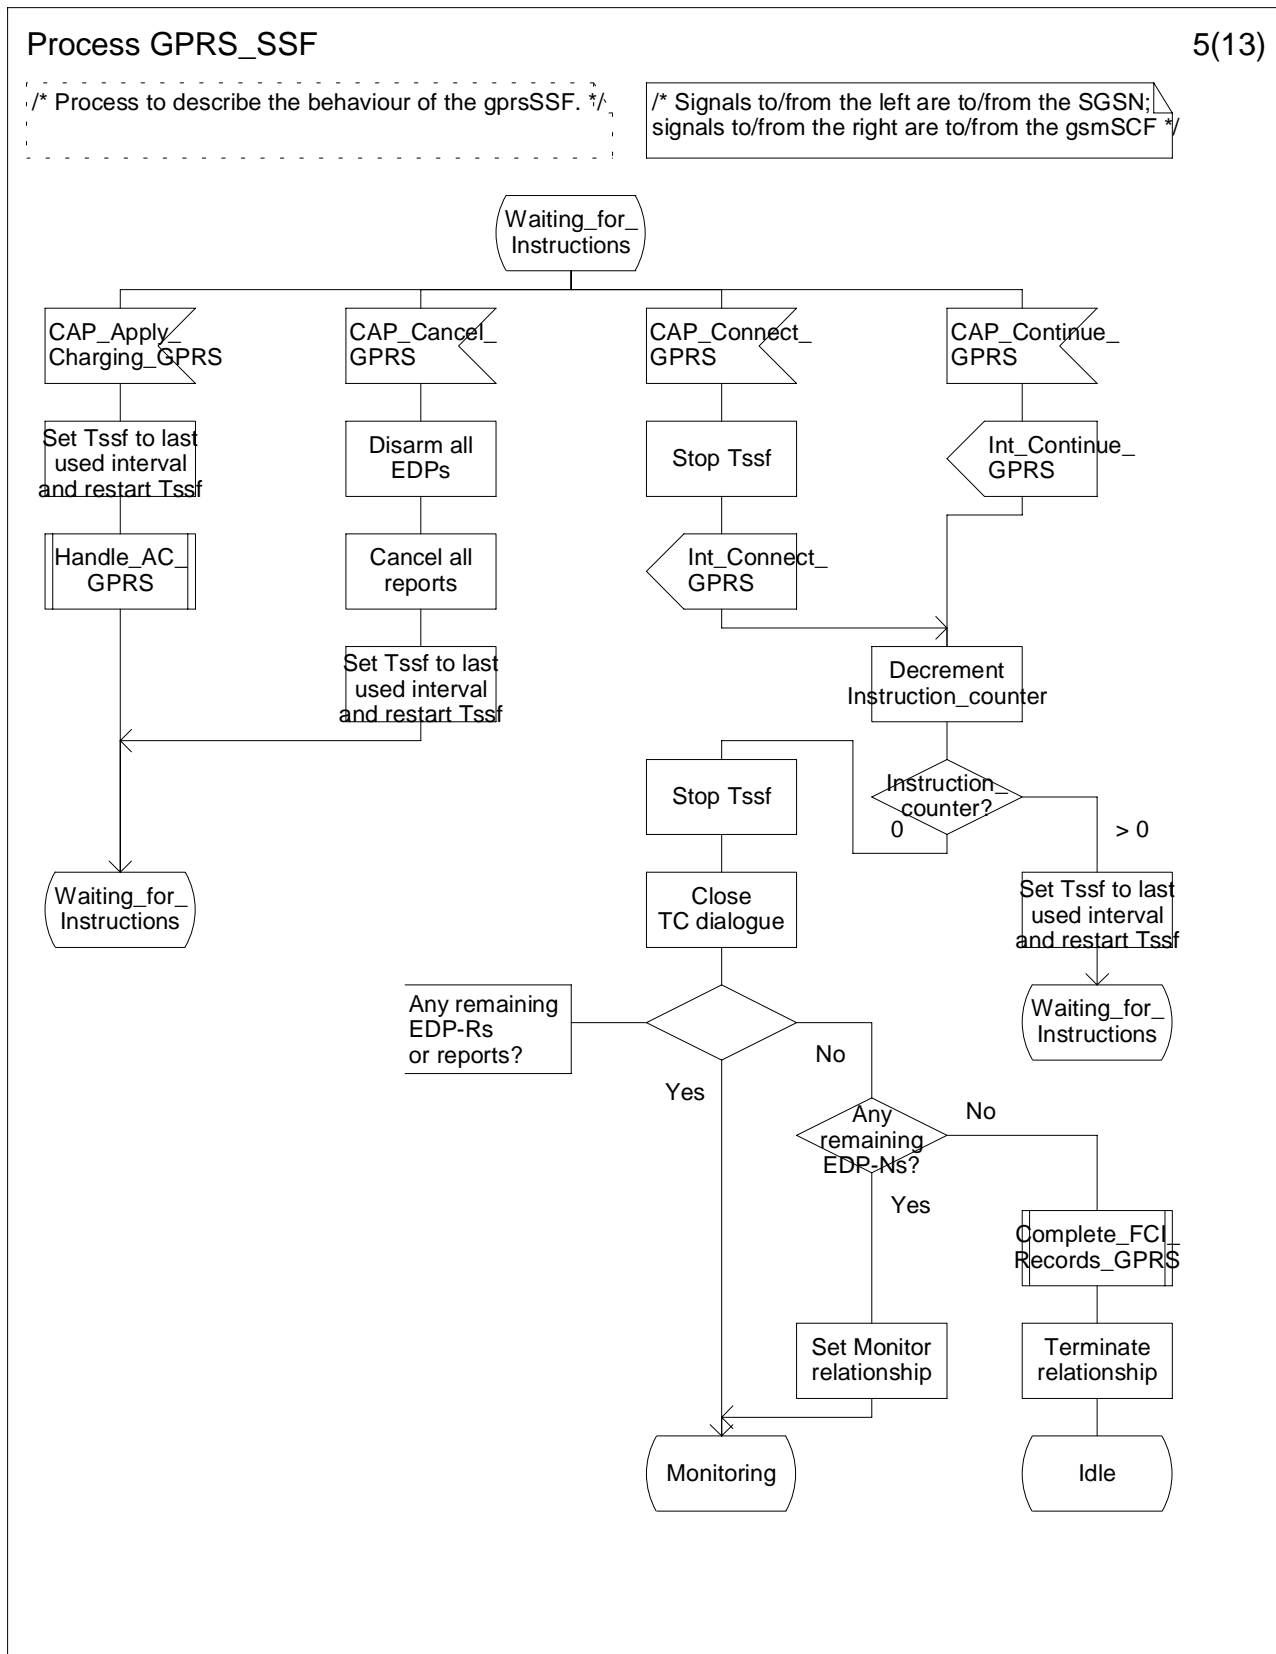 Process GPRS_SSF
5(13)
/* Process to describe the behaviour of the gprsSSF. */
/* Signals to/from the left are to/from the SGSN;
signals to/from the right are to/from the gsmSCF */
Waiting_for_
Instructions
CAP_Apply_
Charging_GPRS
CAP_Cancel_
GPRS
CAP_Connect_
GPRS
CAP_Continue_
GPRS
Set Tssf to last
used interval
and restart Tssf
Disarm all
EDPs
Stop Tssf
Int_Continue_
GPRS
Handle_AC_
GPRS
Cancel all
reports
Int_Connect_
GPRS
Set Tssf to last
used interval
and restart Tssf
Decrement
Instruction_counter
Stop Tssf
Instruction_
counter?
0
> 0
Waiting_for_
Instructions
Close
TC dialogue
Set Tssf to last
used interval
and restart Tssf
Any remaining
EDP-Rs
or reports?
Waiting_for_
Instructions
No
Yes
Any
remaining
EDP-Ns?
No
Yes
Complete_FCI_
Records_GPRS
Set Monitor
relationship
Terminate
relationship
Monitoring
Idle